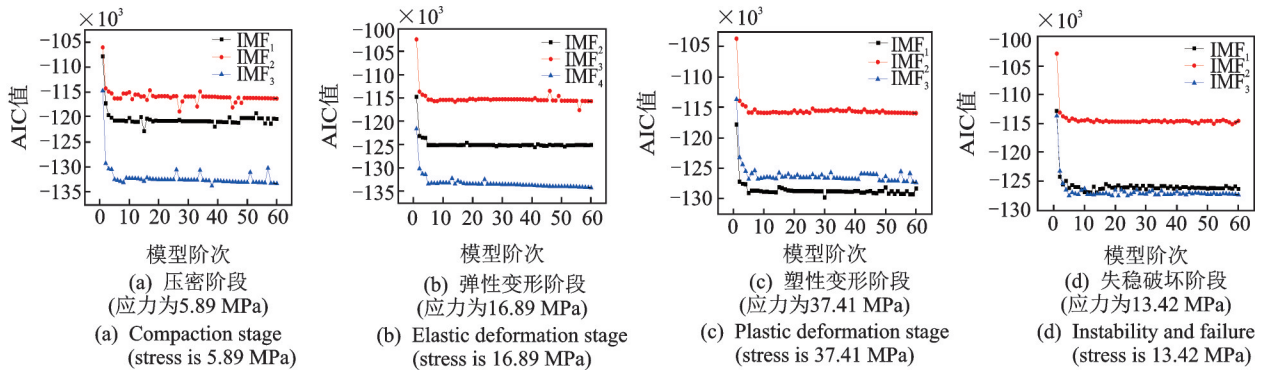 ×10³
−105
−110
−115
−120
−125
−130
−135
AIC值
IMF₁
IMF₂
IMF₃
0 10 20 30 40 50 60
模型阶次
(a) 压密阶段
(应力为5.89 MPa)
(a) Compaction stage
(stress is 5.89 MPa)
×10³
−100
−105
−110
−115
−120
−125
−130
−135
AIC值
IMF₂
IMF₃
IMF₄
0 10 20 30 40 50 60
模型阶次
(b) 弹性变形阶段
(应力为16.89 MPa)
(b) Elastic deformation stage
(stress is 16.89 MPa)
×10³
−105
−110
−115
−120
−125
−130
AIC值
IMF₁
IMF₂
IMF₃
0 10 20 30 40 50 60
模型阶次
(c) 塑性变形阶段
(应力为37.41 MPa)
(c) Plastic deformation stage
(stress is 37.41 MPa)
×10³
−100
−105
−110
−115
−120
−125
−130
AIC值
IMF₁
IMF₂
IMF₃
0 10 20 30 40 50 60
模型阶次
(d) 失稳破坏阶段
(应力为13.42 MPa)
(d) Instability and failure
(stress is 13.42 MPa)